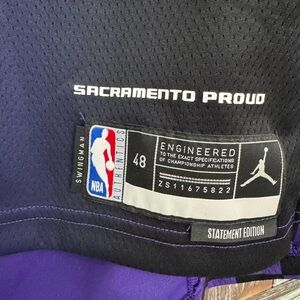 SACRAMENTO PROUD
SWINGMAN
NBA
AUTHENTICS
48
ENGINEERED
TO THE EXACT SPECIFICATIONS
OF CHAMPIONSHIP ATHLETES
ZS11675822
STATEMENT EDITION